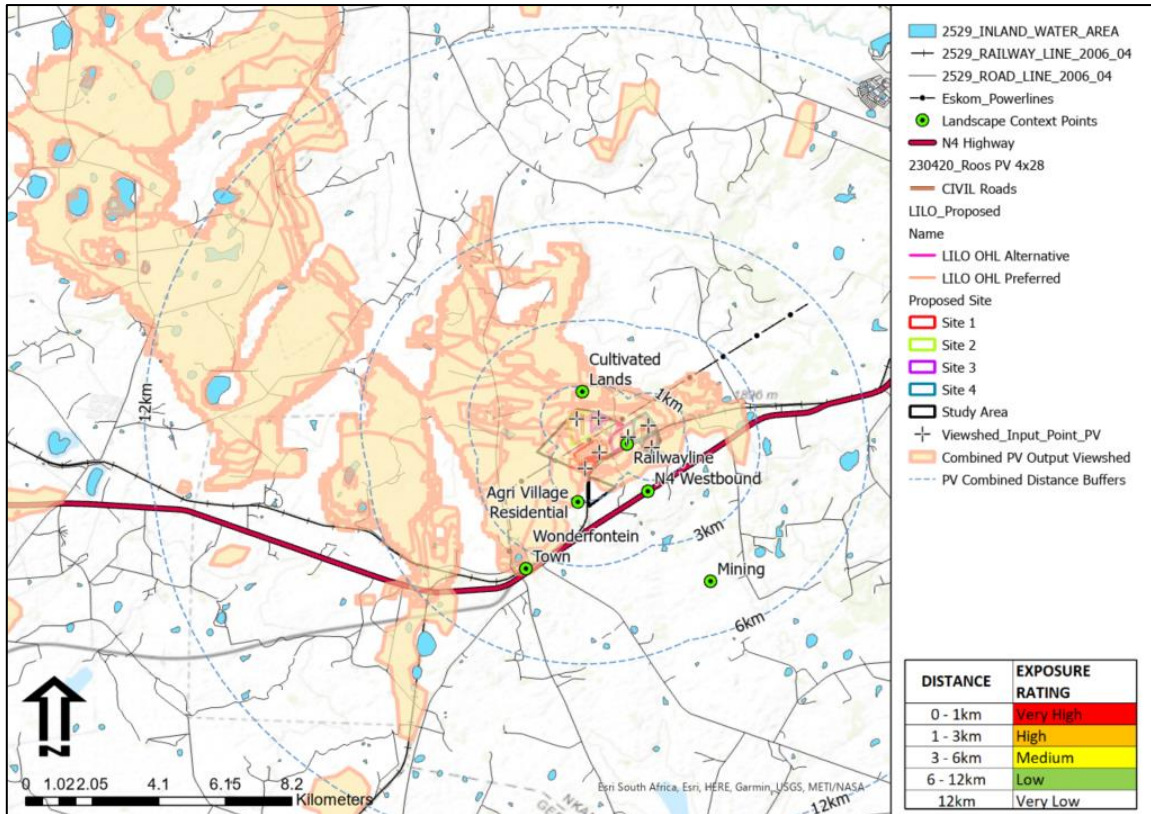 Cultivated
Lands
1km
1836 m
Railwayline
N4 Westbound
Agri Village
Residential
Wonderfontein
Town
3km
Mining
6km
12km
12km
N
0 1.022.05 4.1 6.15 8.2
Kilometers
Esri South Africa, Esri, HERE, Garmin, USGS, METI/NASA
2529_INLAND_WATER_AREA
2529_RAILWAY_LINE_2006_04
2529_ROAD_LINE_2006_04
Eskom_Powerlines
Landscape Context Points
N4 Highway
230420_Roos PV 4x28
CIVIL Roads
LILO_Proposed
Name
LILO OHL Alternative
LILO OHL Preferred
Proposed Site
Site 1
Site 2
Site 3
Site 4
Study Area
Viewshed_Input_Point_PV
Combined PV Output Viewshed
PV Combined Distance Buffers
DISTANCE EXPOSURE RATING
0 - 1km Very High
1 - 3km High
3 - 6km Medium
6 - 12km Low
12km Very Low